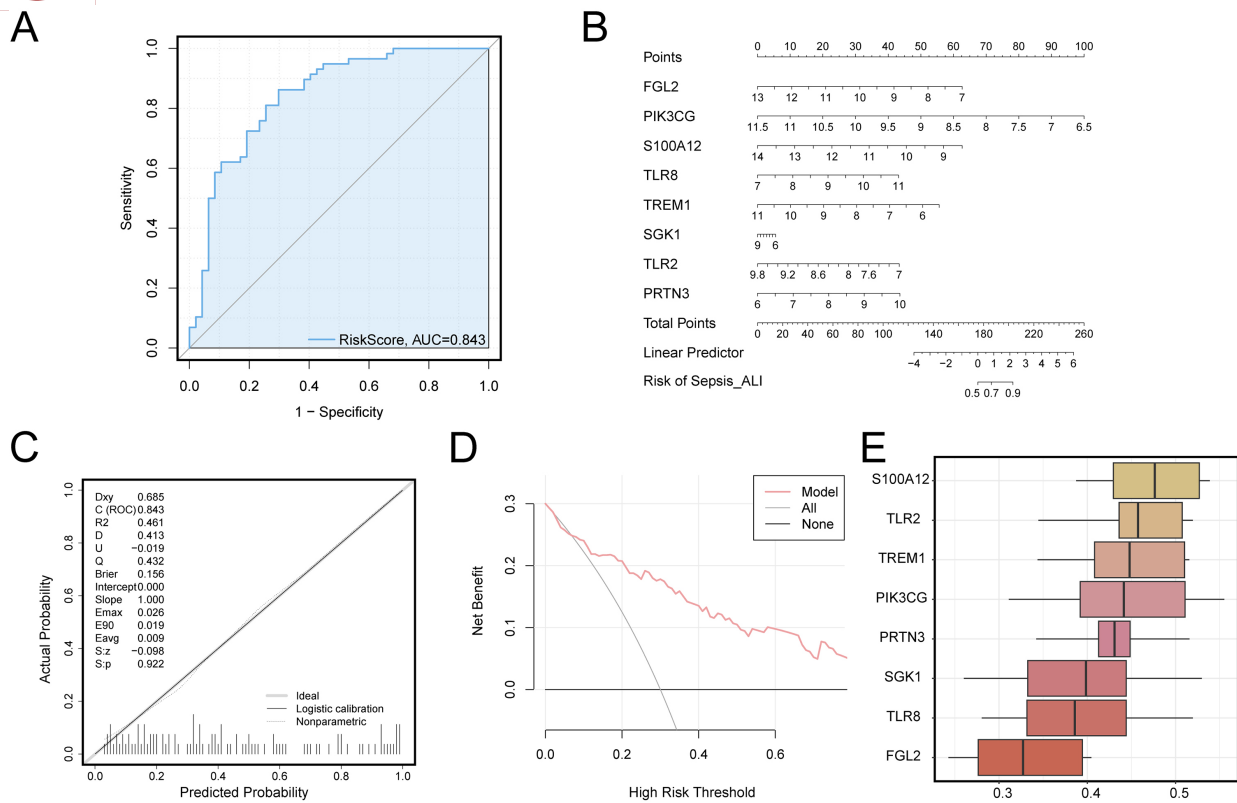 A
1.0
0.8
0.6
0.4
0.2
0.0
Sensitivity
RiskScore, AUC=0.843
0.0 0.2 0.4 0.6 0.8 1.0
1 − Specificity
B
Points 0 10 20 30 40 50 60 70 80 90 100
FGL2
13 12 11 10 9 8 7
PIK3CG
11.5 11 10.5 10 9.5 9 8.5 8 7.5 7 6.5
S100A12
14 13 12 11 10 9
TLR8
7 8 9 10 11
TREM1
11 10 9 8 7 6
SGK1
9 6
TLR2
9.8 9.2 8.6 8 7.6 7
PRTN3
6 7 8 9 10
Total Points
0 20 40 60 80 100 140 180 220 260
Linear Predictor
−4 −2 0 1 2 3 4 5 6
Risk of Sepsis_ALI
0.5 0.7 0.9
C
Dxy 0.685
C (ROC) 0.843
R2 0.461
D 0.413
U −0.019
Q 0.432
Brier 0.156
Intercept 0.000
Slope 1.000
Emax 0.026
E90 0.019
Eavg 0.009
S:z −0.098
S:p 0.922
Ideal
Logistic calibration
Nonparametric
1.0
0.8
0.6
0.4
0.2
0.0
Actual Probability
0.0 0.2 0.4 0.6 0.8 1.0
Predicted Probability
D
Model
All
None
0.3
0.2
0.1
0.0
Net Benefit
0.0 0.2 0.4 0.6
High Risk Threshold
E
S100A12
TLR2
TREM1
PIK3CG
PRTN3
SGK1
TLR8
FGL2
0.3 0.4 0.5